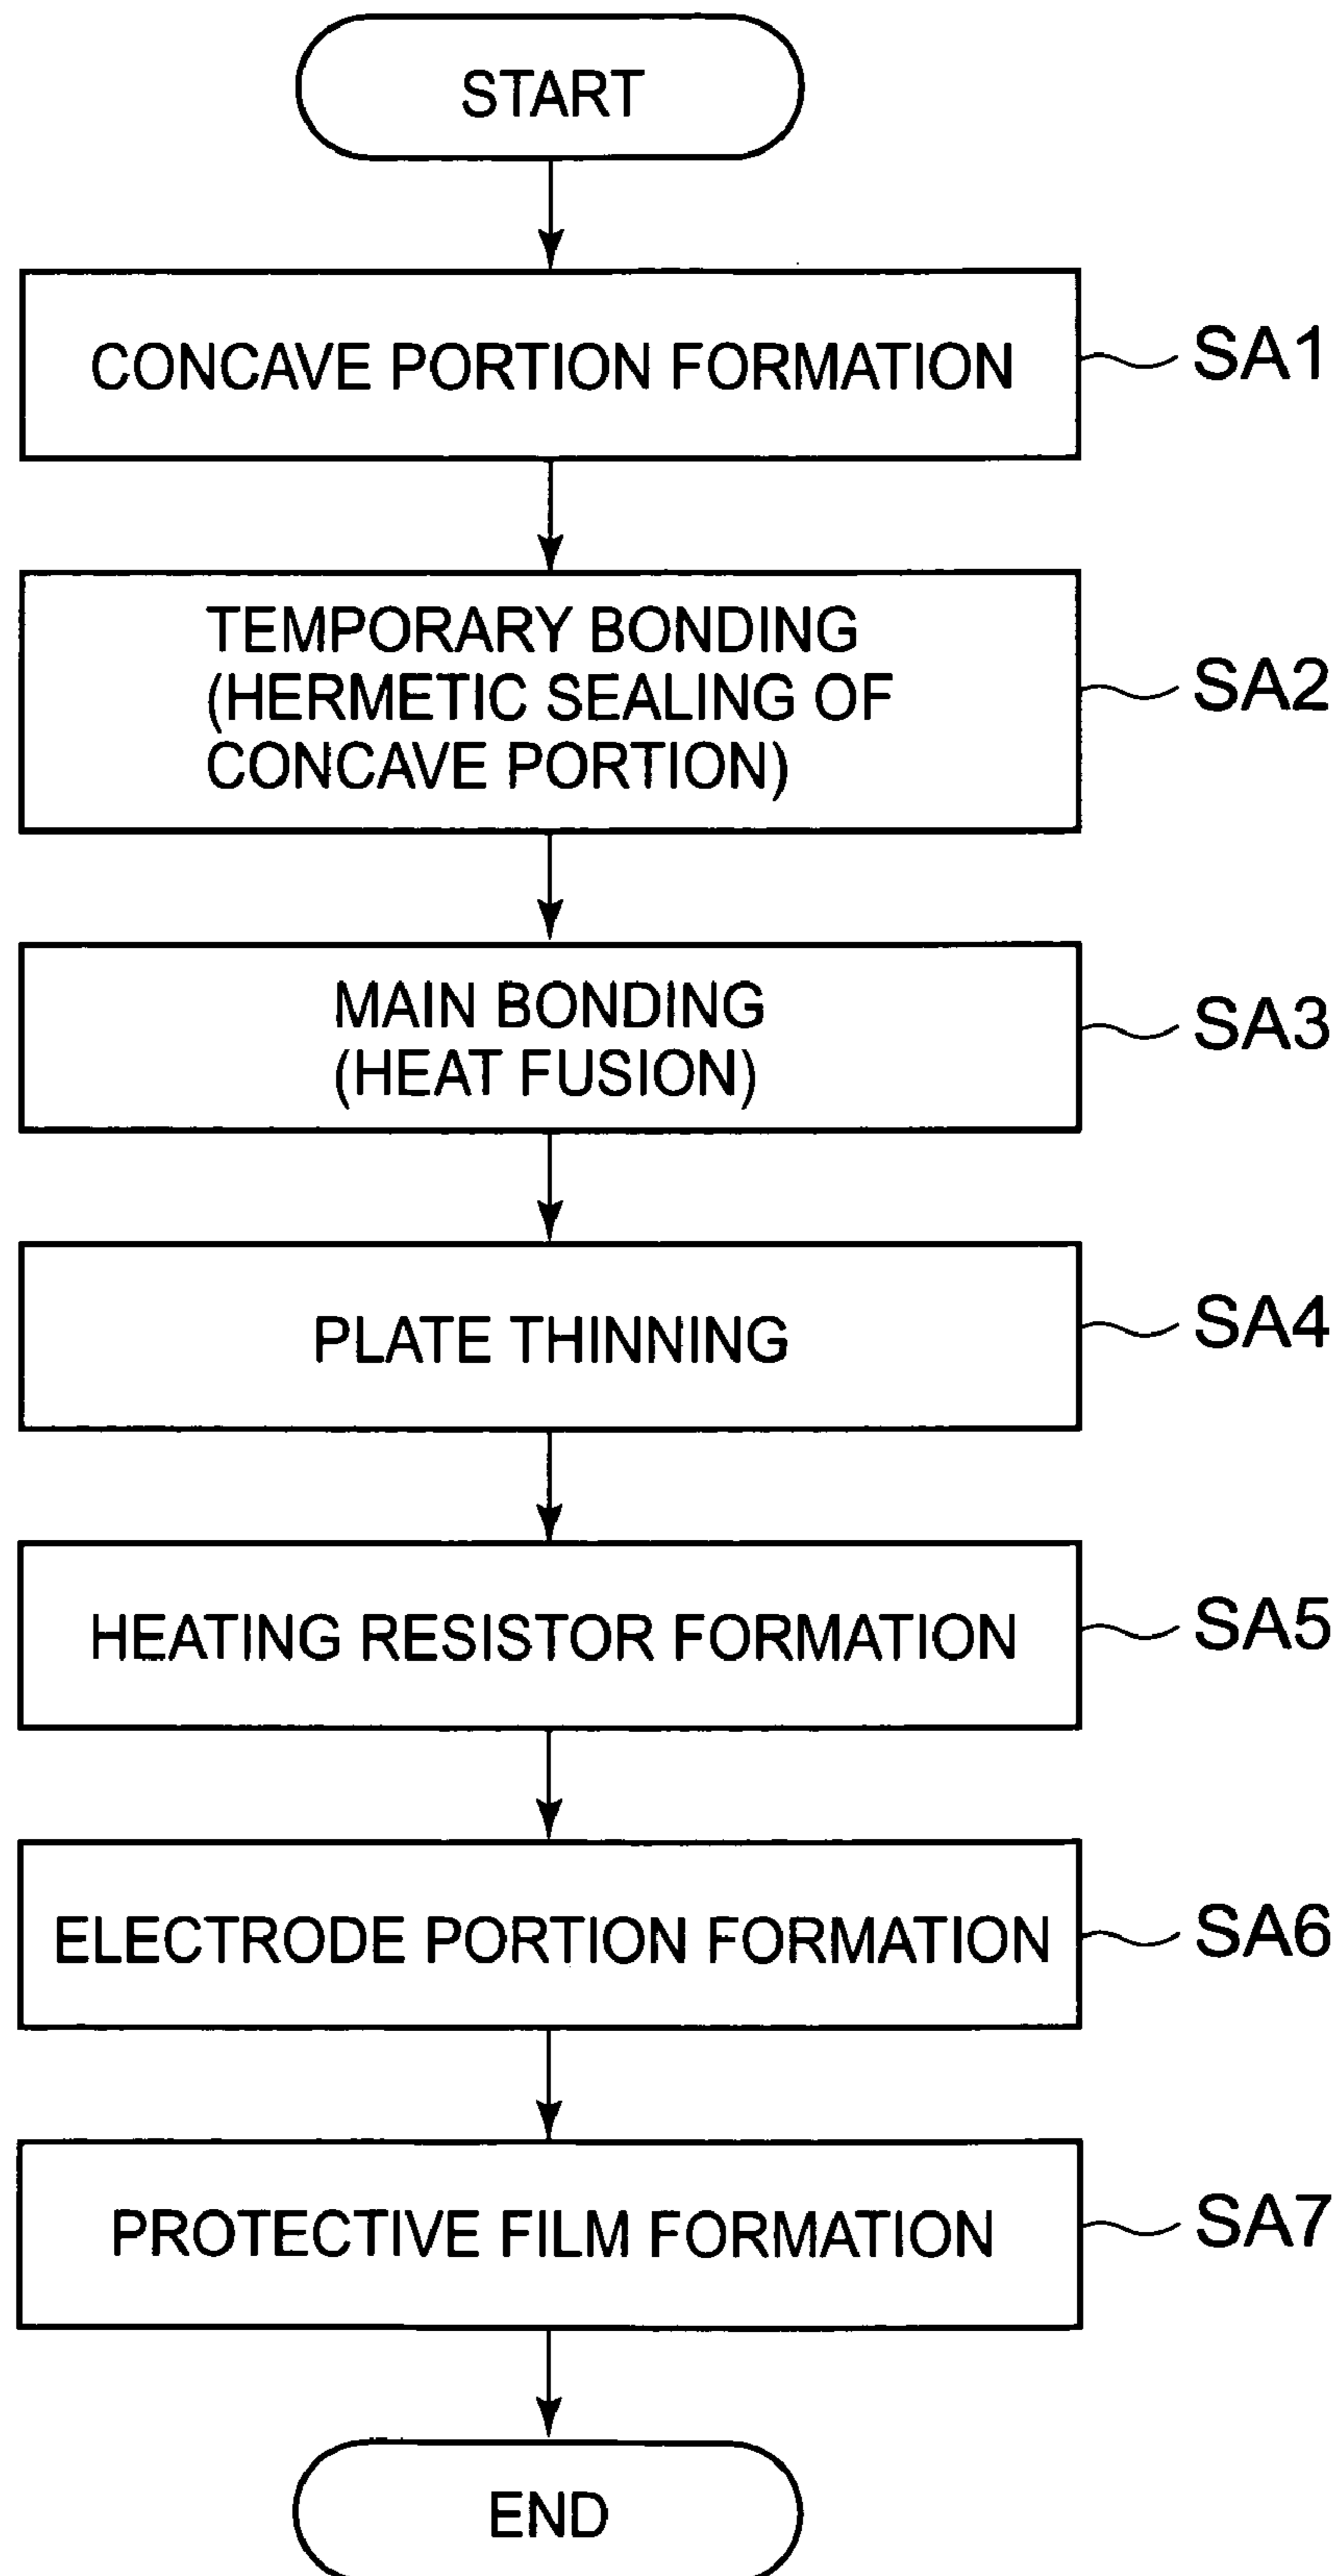 START
CONCAVE PORTION FORMATION
SA1
TEMPORARY BONDING
(HERMETIC SEALING OF
CONCAVE PORTION)
SA2
MAIN BONDING
(HEAT FUSION)
SA3
PLATE THINNING
SA4
HEATING RESISTOR FORMATION
SA5
ELECTRODE PORTION FORMATION
SA6
PROTECTIVE FILM FORMATION
SA7
END